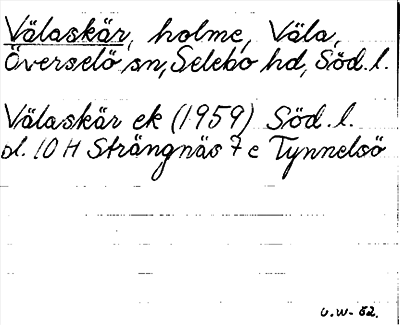 Välaskär, holme, Väla,
Överselö sn, Selebo hd, Söd. l.
Välaskär ek (1959) Söd. l.
bl. 10 H Strängnäs 7 c Tynnelsö
U.W. 62.